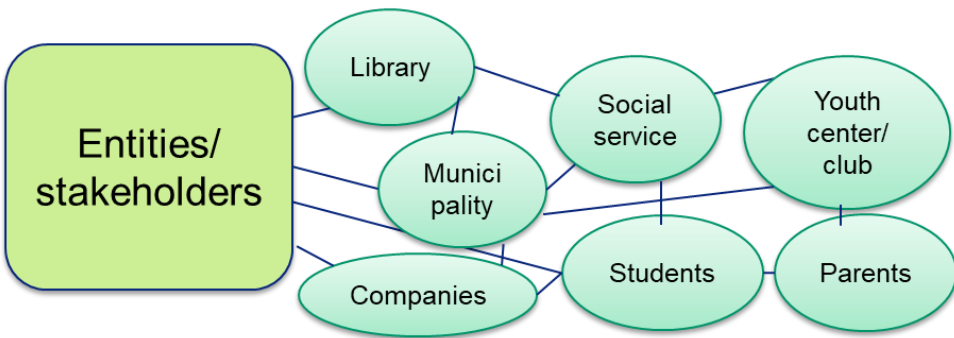 Entities/
stakeholders
Library
Munici
pality
Companies
Social
service
Students
Youth
center/
club
Parents